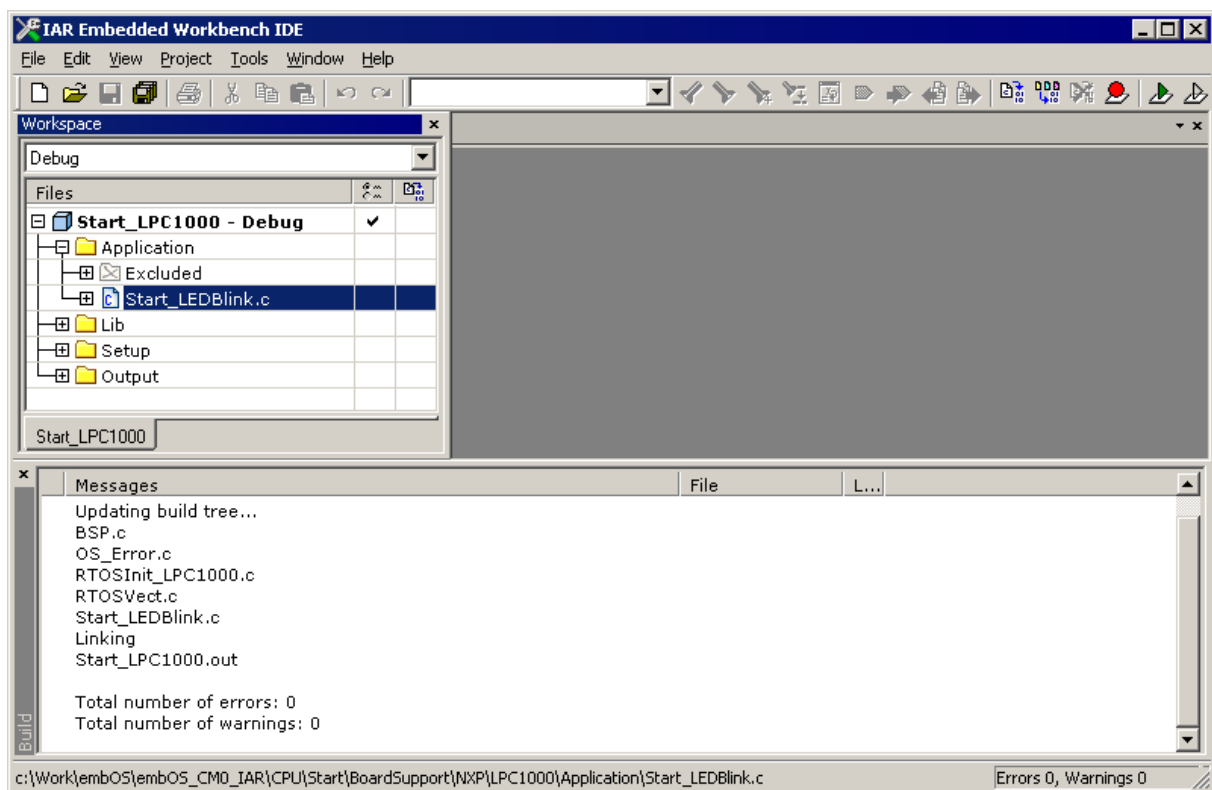 IAR Embedded Workbench IDE
File Edit View Project Tools Window Help
Workspace
Debug
Files
Start_LPC1000 - Debug
Application
Excluded
Start_LEDBlink.c
Lib
Setup
Output
Start_LPC1000
Messages File L...
Updating build tree...
BSP.c
OS_Error.c
RTOSInit_LPC1000.c
RTOSVect.c
Start_LEDBlink.c
Linking
Start_LPC1000.out
Total number of errors: 0
Total number of warnings: 0
Build
c:\Work\embOS\embOS_CM0_IAR\CPU\Start\BoardSupport\NXP\LPC1000\Application\Start_LEDBlink.c Errors 0, Warnings 0